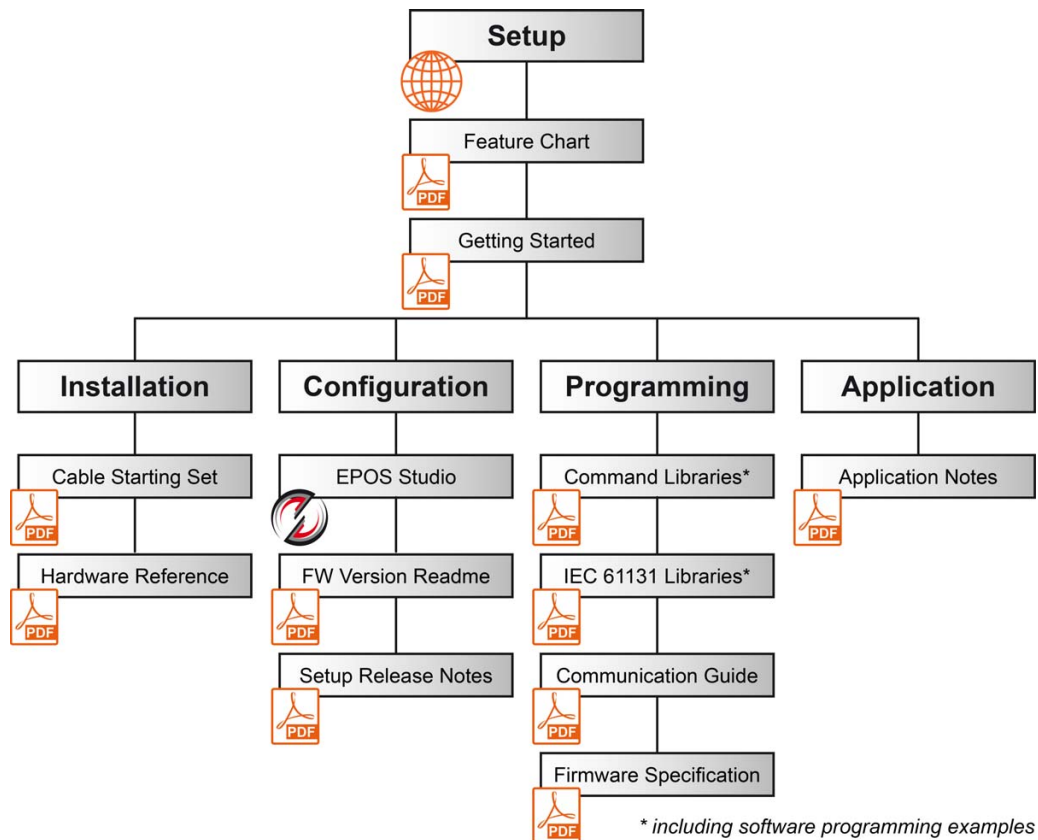 Setup
Feature Chart
PDF
Getting Started
PDF
Installation
Configuration
Programming
Application
Cable Starting Set
PDF
EPOS Studio
Command Libraries*
PDF
Application Notes
PDF
Hardware Reference
PDF
FW Version Readme
PDF
IEC 61131 Libraries*
PDF
Setup Release Notes
PDF
Communication Guide
PDF
Firmware Specification
PDF
* including software programming examples